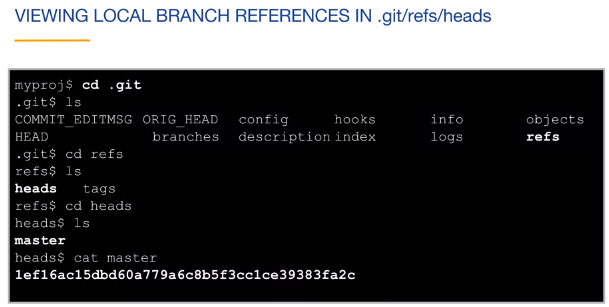 VIEWING LOCAL BRANCH REFERENCES IN .git/refs/heads
myproj$ cd .git
.git$ ls
COMMIT_EDITMSG ORIG_HEAD config hooks info objects
HEAD branches description index logs refs
.git$ cd refs
refs$ ls
heads tags
refs$ cd heads
heads$ ls
master
heads$ cat master
1ef16ac15dbd60a779a6c8b5f3cc1ce39383fa2c